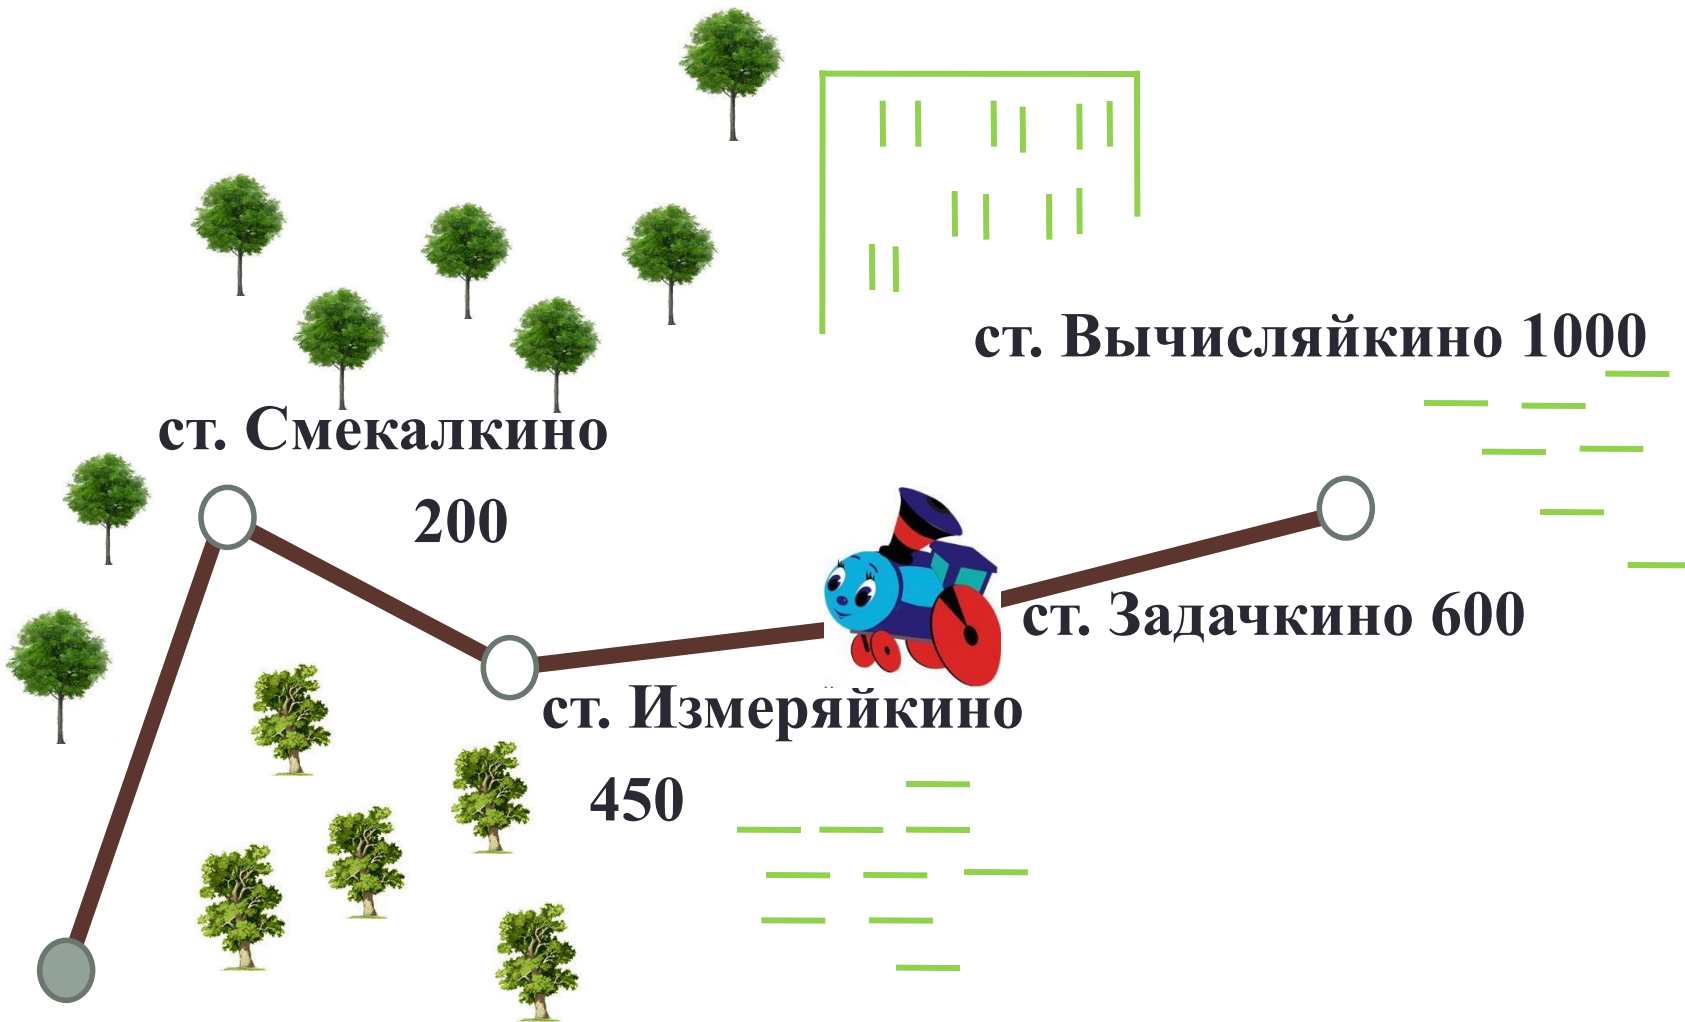 ст. Вычисляйкино 1000
ст. Смекалкино
200
ст. Задачкино 600
ст. Измеряйкино
450